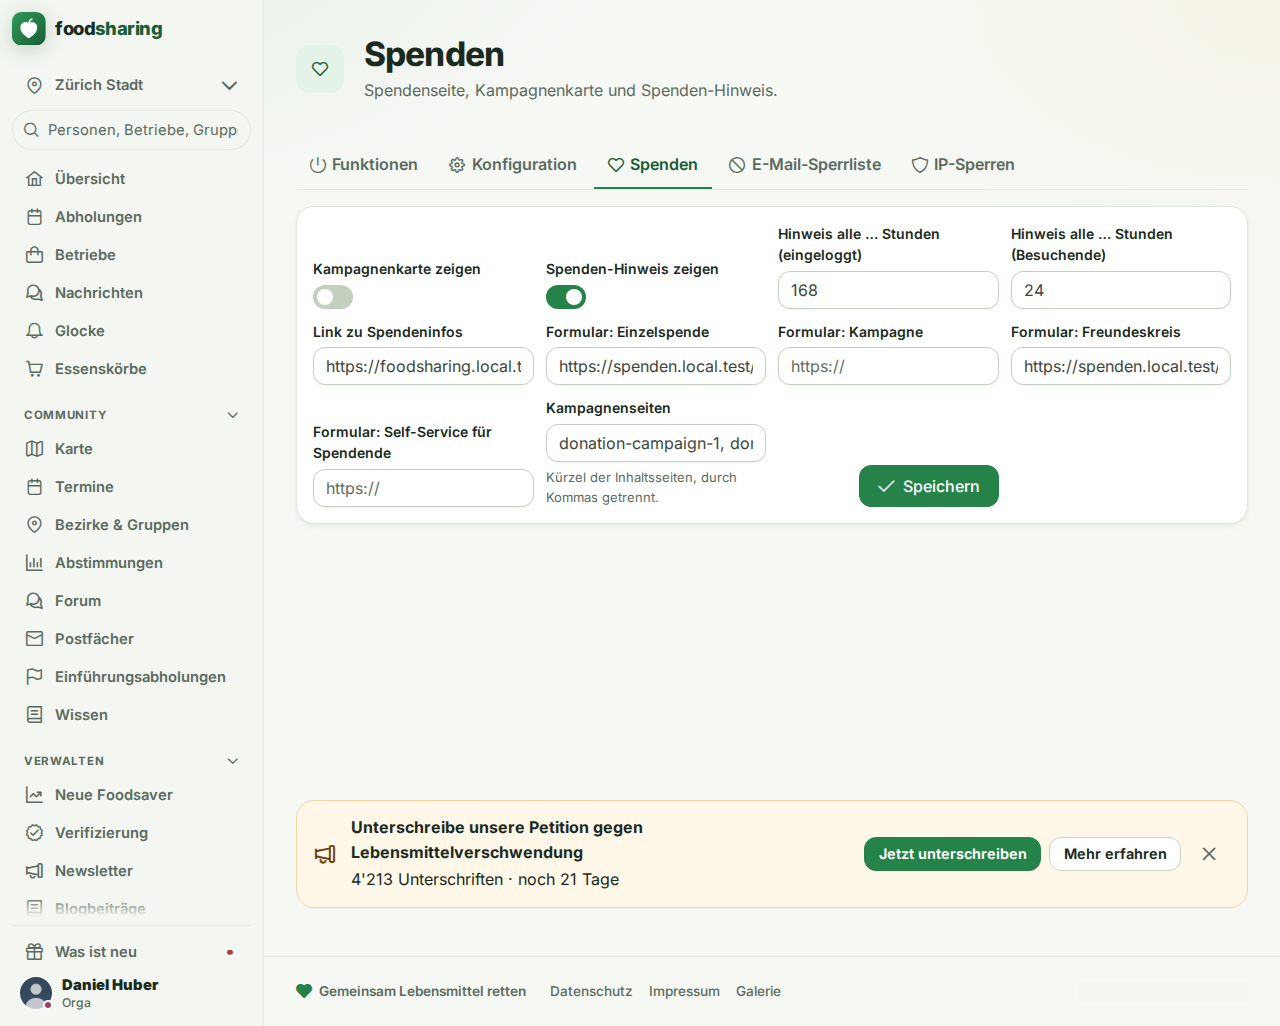 foodsharing
Zürich Stadt
Personen, Betriebe, Grupp
Übersicht
Abholungen
Betriebe
Nachrichten
Glocke
Essenskörbe
COMMUNITY
Karte
Termine
Bezirke & Gruppen
Abstimmungen
Forum
Postfächer
Einführungsabholungen
Wissen
VERWALTEN
Neue Foodsaver
Verifizierung
Newsletter
Blogbeiträge
Was ist neu
Daniel Huber
Orga
Spenden
Spendenseite, Kampagnenkarte und Spenden-Hinweis.
Funktionen Konfiguration Spenden E-Mail-Sperrliste IP-Sperren
Kampagnenkarte zeigen
Spenden-Hinweis zeigen
Hinweis alle ... Stunden
(eingeloggt)
168
Hinweis alle ... Stunden
(Besuchende)
24
Link zu Spendeninfos
https://foodsharing.local.t
Formular: Einzelspende
https://spenden.local.test/
Formular: Kampagne
https://
Formular: Freundeskreis
https://spenden.local.test/
Formular: Self-Service für
Spendende
https://
Kampagnenseiten
donation-campaign-1, dor
Kürzel der Inhaltsseiten, durch
Kommas getrennt.
Speichern
Unterschreibe unsere Petition gegen
Lebensmittelverschwendung
4'213 Unterschriften · noch 21 Tage
Jetzt unterschreiben
Mehr erfahren
Gemeinsam Lebensmittel retten Datenschutz Impressum Galerie